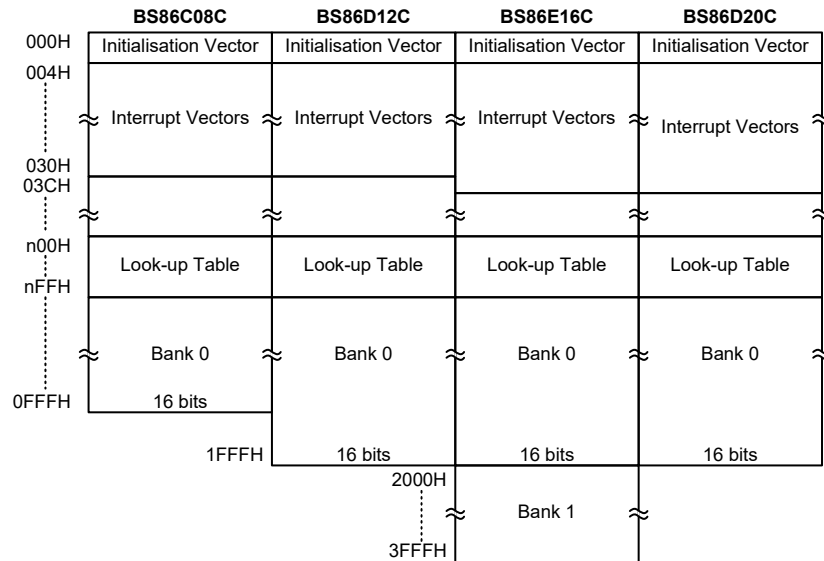 BS86C08C BS86D12C BS86E16C BS86D20C
000H Initialisation Vector Initialisation Vector Initialisation Vector Initialisation Vector
004H
Interrupt Vectors Interrupt Vectors Interrupt Vectors Interrupt Vectors
030H
03CH
n00H
Look-up Table Look-up Table Look-up Table Look-up Table
nFFH
Bank 0 Bank 0 Bank 0 Bank 0
0FFFH 16 bits
1FFFH 16 bits 16 bits 16 bits
2000H
Bank 1
3FFFH